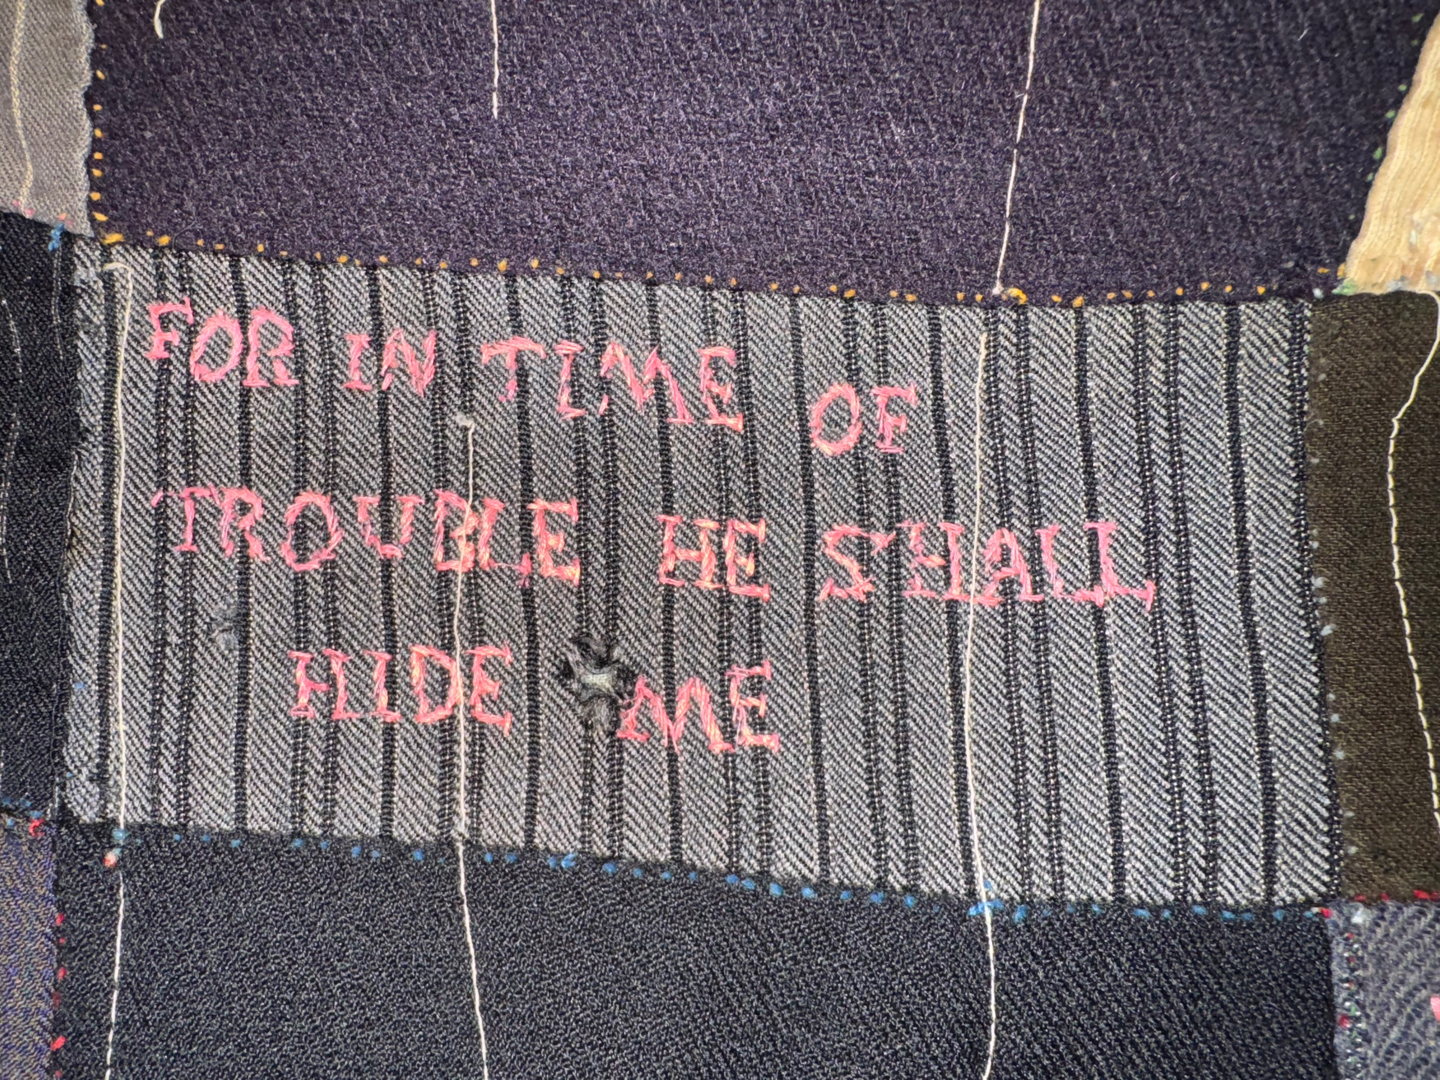 FOR IN TIME OF
TROUBLE HE SHALL
HIDE ME